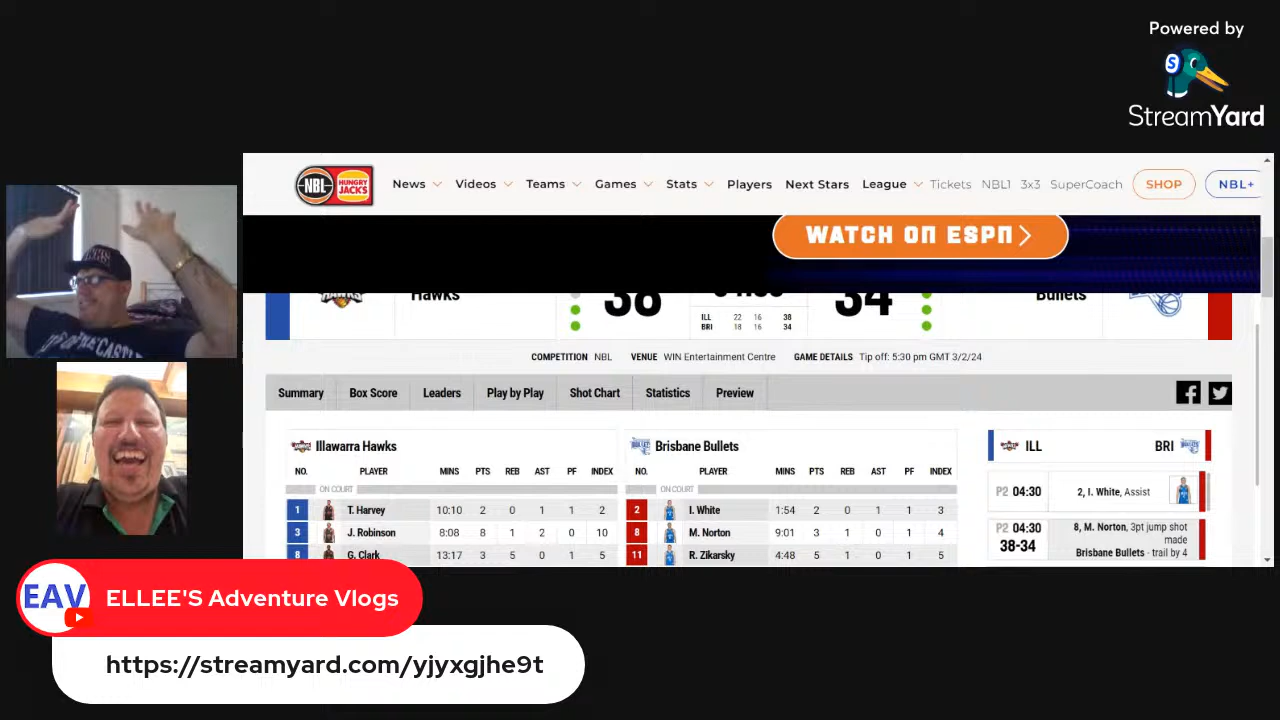 Powered by
StreamYard
NBL HUNGRY JACKS News Videos Teams Games Stats Players Next Stars League Tickets NBL1 3x3 SuperCoach SHOP NBL+
WATCH ON ESPN
HAWKS Hawks 38 34 Bullets
ILL 22 16 38
BRI 18 16 34
COMPETITION NBL VENUE WIN Entertainment Centre GAME DETAILS Tip off: 5:30 pm GMT 3/2/24
Summary Box Score Leaders Play by Play Shot Chart Statistics Preview
Illawarra Hawks
NO. PLAYER MINS PTS REB AST PF INDEX
ON COURT
1 T. Harvey 10:10 2 0 1 1 2
3 J. Robinson 8:08 8 1 2 0 10
8 G. Clark 13:17 3 5 0 1 5
Brisbane Bullets
NO. PLAYER MINS PTS REB AST PF INDEX
ON COURT
2 I. White 1:54 2 0 1 1 3
8 M. Norton 9:01 3 1 0 1 4
11 R. Zikarsky 4:48 5 1 0 1 5
ILL BRI
P2 04:30 2, I. White, Assist
P2 04:30 8, M. Norton, 3pt jump shot
38-34 made
Brisbane Bullets - trail by 4
EAV ELLEE'S Adventure Vlogs
https://streamyard.com/yjyxgjhe9t